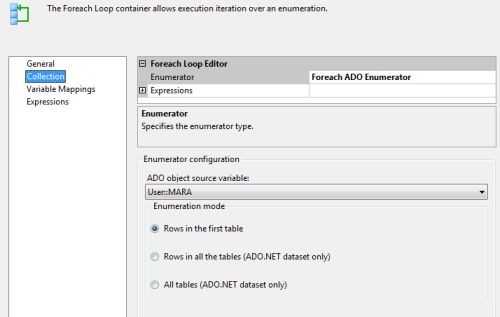 The Foreach Loop container allows execution iteration over an enumeration.
General
Collection
Variable Mappings
Expressions
Foreach Loop Editor
Enumerator Foreach ADO Enumerator
Expressions
Enumerator
Specifies the enumerator type.
Enumerator configuration
ADO object source variable:
User::MARA
Enumeration mode
Rows in the first table
Rows in all the tables (ADO.NET dataset only)
All tables (ADO.NET dataset only)